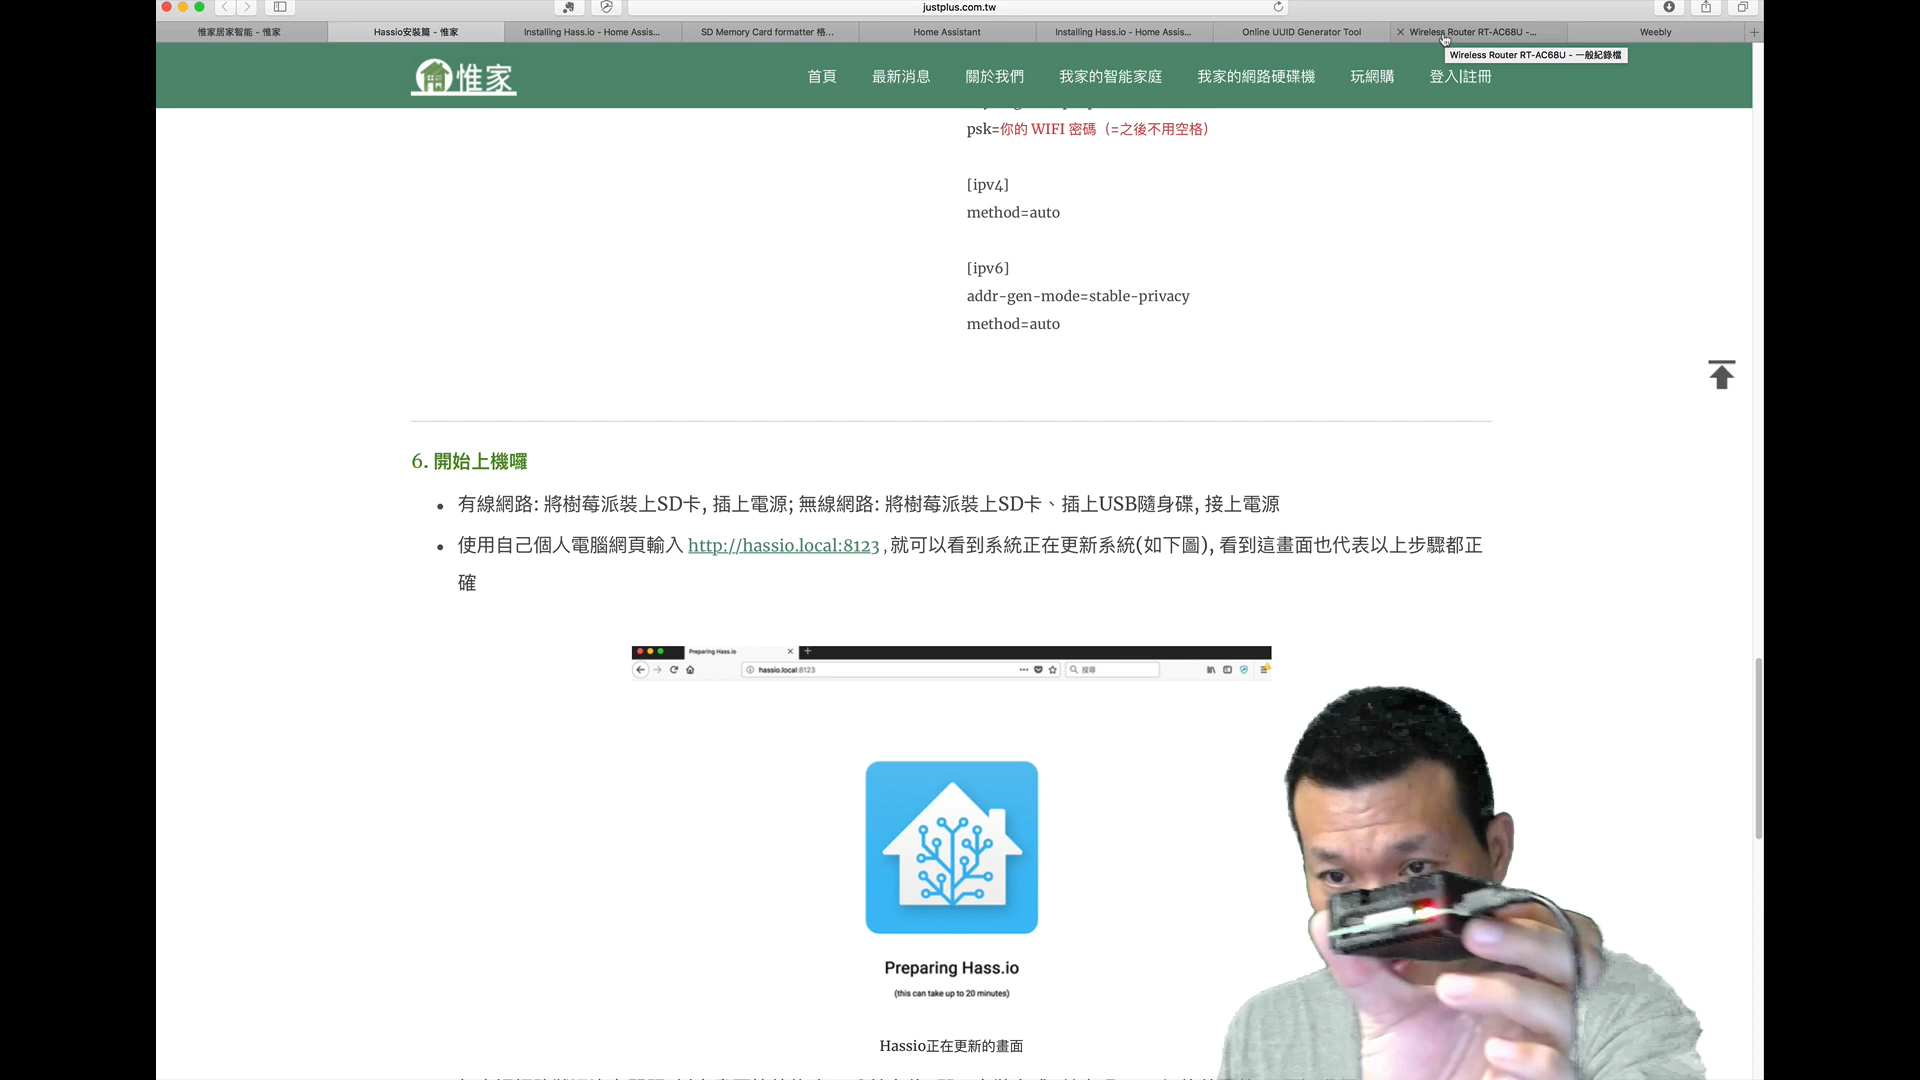 justplus.com.tw
惟家居家智能 - 惟家
Hassio安裝篇 - 惟家
Installing Hass.io - Home Assis...
SD Memory Card formatter 格...
Home Assistant
Installing Hass.io - Home Assis...
Online UUID Generator Tool
Wireless Router RT-AC68U -...
Weebly
Wireless Router RT-AC68U - 一般紀錄檔
惟家
首頁
最新消息
關於我們
我家的智能家庭
我家的網路硬碟機
玩網購
登入|註冊
psk=你的 WIFI 密碼（=之後不用空格）
[ipv4]
method=auto
[ipv6]
addr-gen-mode=stable-privacy
method=auto
6. 開始上機囉
有線網路: 將樹莓派裝上SD卡, 插上電源; 無線網路: 將樹莓派裝上SD卡、插上USB隨身碟, 接上電源
使用自己個人電腦網頁輸入 http://hassio.local:8123 , 就可以看到系統正在更新系統(如下圖), 看到這畫面也代表以上步驟都正
確
Preparing Hass.io
hassio.local:8123
搜尋
Preparing Hass.io
(this can take up to 20 minutes)
Hassio正在更新的畫面